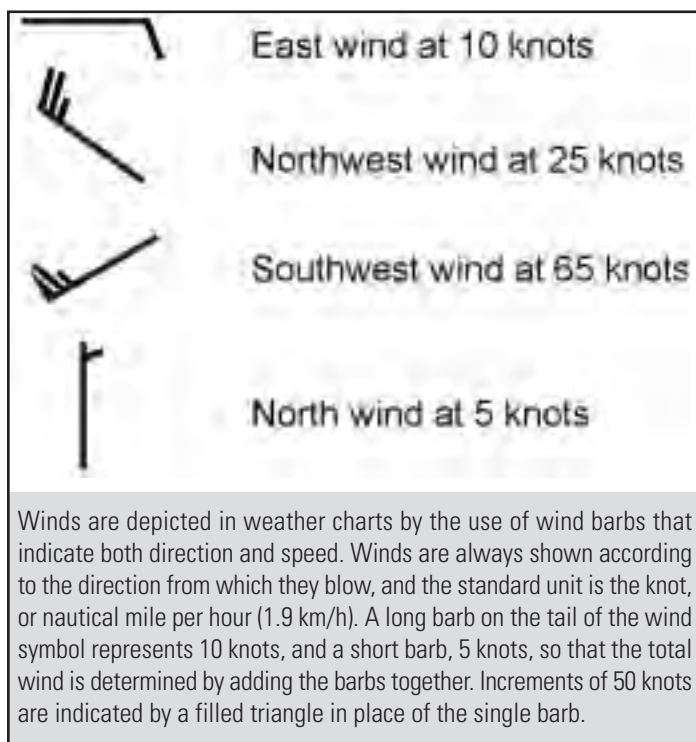 East wind at 10 knots
Northwest wind at 25 knots
Southwest wind at 65 knots
North wind at 5 knots
Winds are depicted in weather charts by the use of wind barbs that
indicate both direction and speed. Winds are always shown according
to the direction from which they blow, and the standard unit is the knot,
or nautical mile per hour (1.9 km/h). A long barb on the tail of the wind
symbol represents 10 knots, and a short barb, 5 knots, so that the total
wind is determined by adding the barbs together. Increments of 50 knots
are indicated by a filled triangle in place of the single barb.